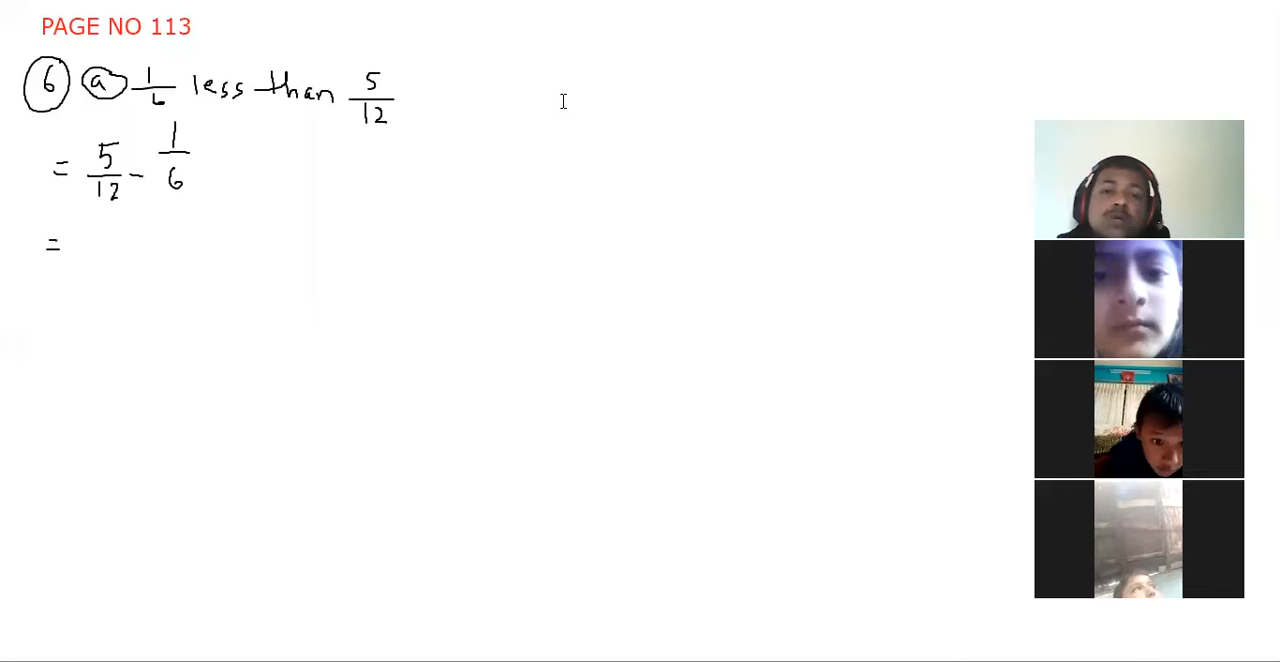 PAGE NO 113
6 a 1/6 less than 5/12
= 5/12 - 1/6
=